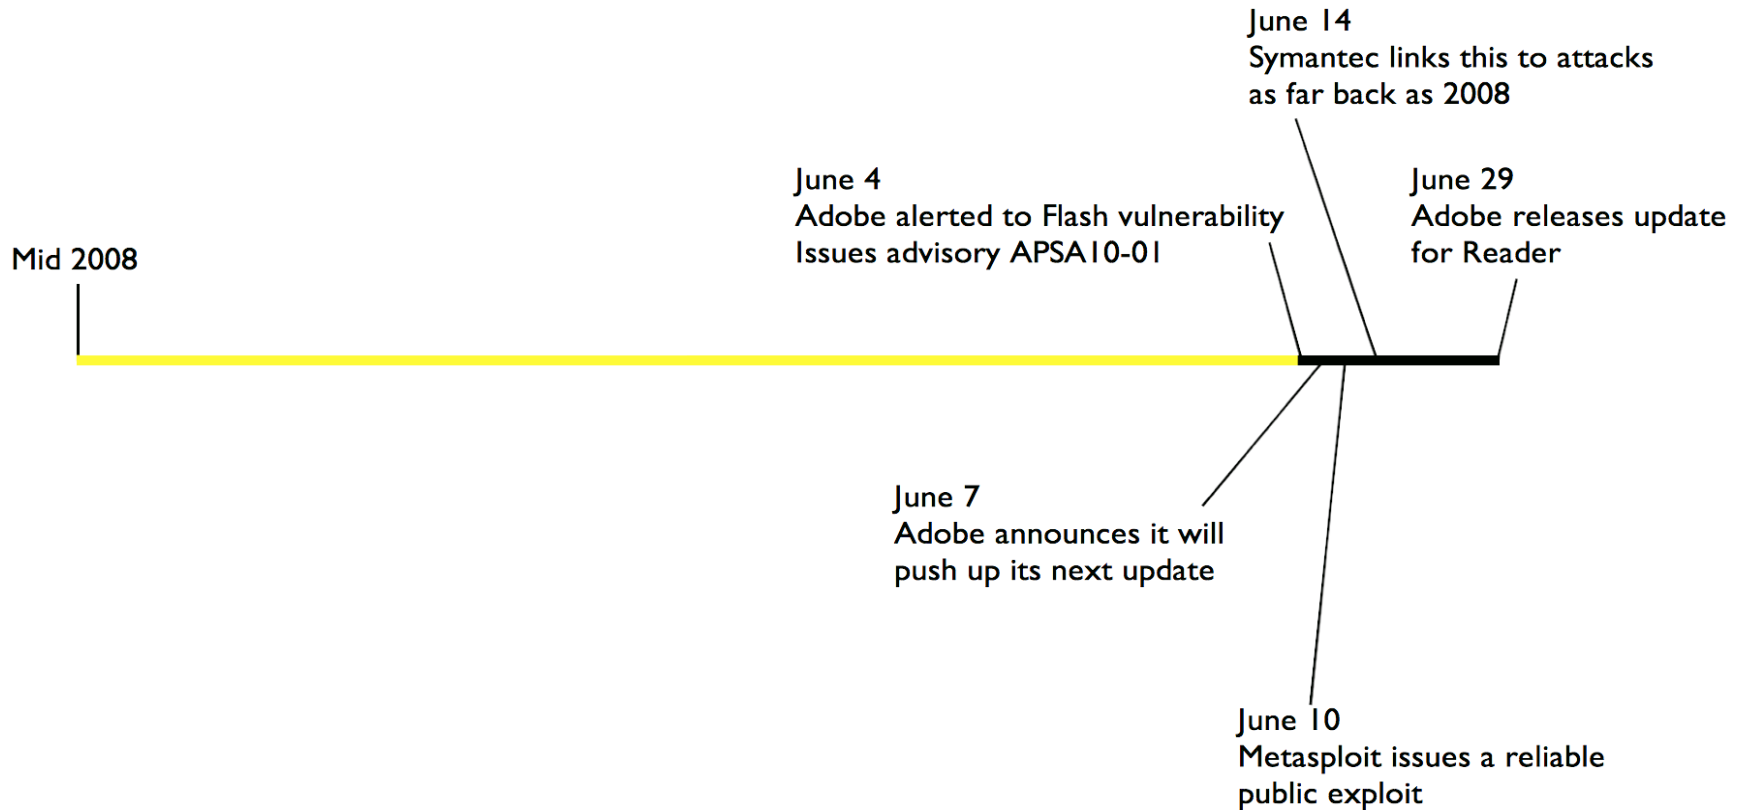 June 14
Symantec links this to attacks
as far back as 2008
June 4
Adobe alerted to Flash vulnerability
Issues advisory APSA10-01
June 29
Adobe releases update
for Reader
Mid 2008
June 7
Adobe announces it will
push up its next update
June 10
Metasploit issues a reliable
public exploit